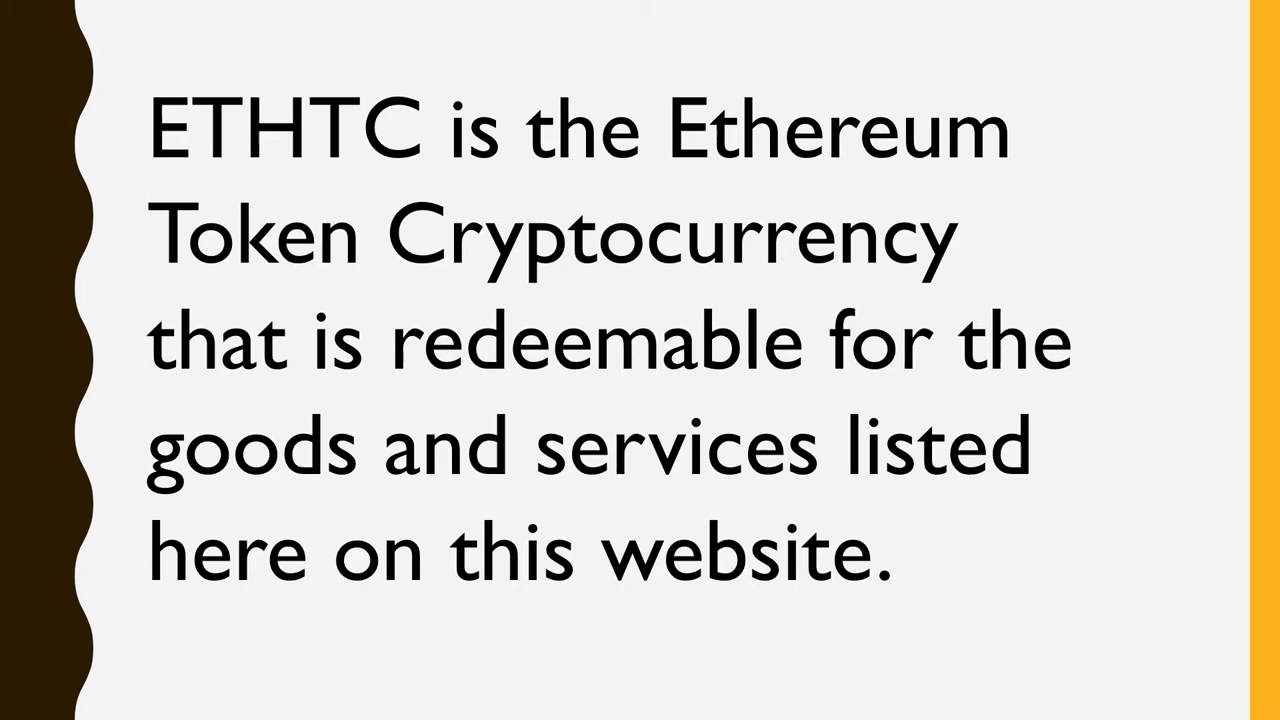 ETHTC is the Ethereum
Token Cryptocurrency
that is redeemable for the
goods and services listed
here on this website.